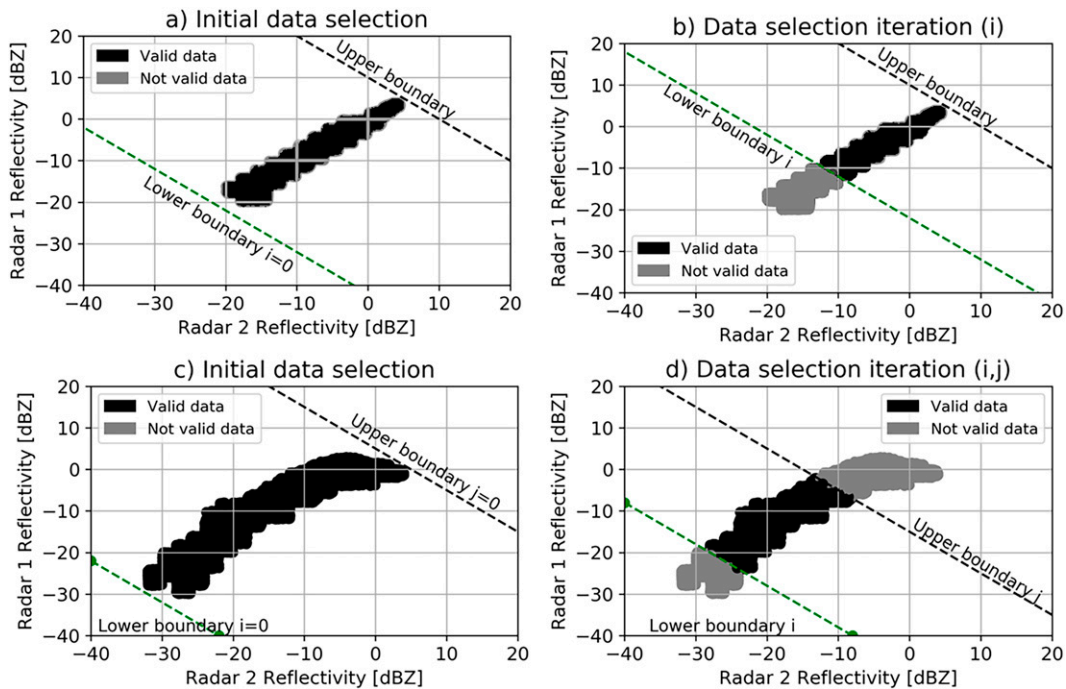 a) Initial data selection
20
10
0
−10
−20
−30
−40
Radar 1 Reflectivity [dBZ]
Valid data
Not valid data
Upper boundary
Lower boundary i=0
−40
−30
−20
−10
0
10
20
Radar 2 Reflectivity [dBZ]
b) Data selection iteration (i)
20
10
0
−10
−20
−30
−40
Radar 1 Reflectivity [dBZ]
Upper boundary
Lower boundary i
Valid data
Not valid data
−40
−30
−20
−10
0
10
20
Radar 2 Reflectivity [dBZ]
c) Initial data selection
20
10
0
−10
−20
−30
−40
Radar 1 Reflectivity [dBZ]
Valid data
Not valid data
Upper boundary j=0
Lower boundary i=0
−40
−30
−20
−10
0
10
20
Radar 2 Reflectivity [dBZ]
d) Data selection iteration (i,j)
20
10
0
−10
−20
−30
−40
Radar 1 Reflectivity [dBZ]
Valid data
Not valid data
Upper boundary j
Lower boundary i
−40
−30
−20
−10
0
10
20
Radar 2 Reflectivity [dBZ]